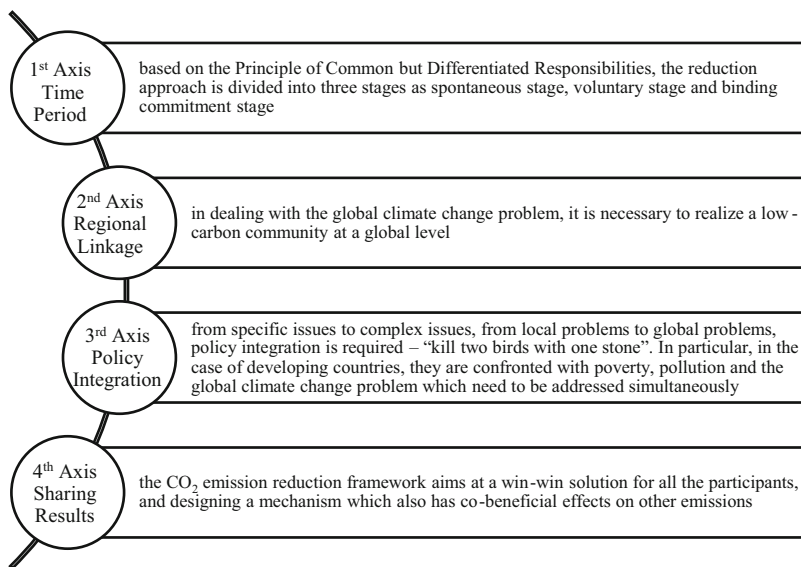 1st Axis
Time
Period
based on the Principle of Common but Differentiated Responsibilities, the reduction
approach is divided into three stages as spontaneous stage, voluntary stage and binding
commitment stage
2nd Axis
Regional
Linkage
in dealing with the global climate change problem, it is necessary to realize a low-
carbon community at a global level
3rd Axis
Policy
Integration
from specific issues to complex issues, from local problems to global problems,
policy integration is required – “kill two birds with one stone”. In particular, in the
case of developing countries, they are confronted with poverty, pollution and the
global climate change problem which need to be addressed simultaneously
4th Axis
Sharing
Results
the CO2 emission reduction framework aims at a win-win solution for all the participants,
and designing a mechanism which also has co-beneficial effects on other emissions